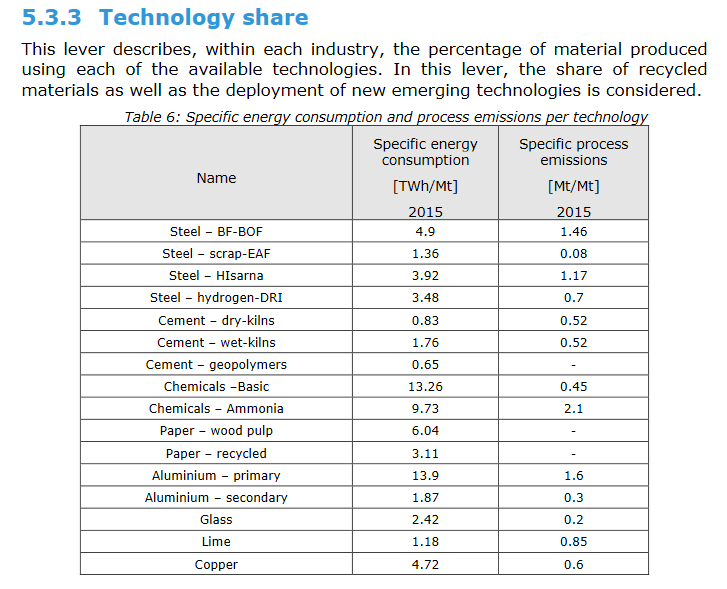 5.3.3 Technology share
This lever describes, within each industry, the percentage of material produced
using each of the available technologies. In this lever, the share of recycled
materials as well as the deployment of new emerging technologies is considered.
Table 6: Specific energy consumption and process emissions per technology
Name Specific energy consumption [TWh/Mt] 2015 Specific process emissions [Mt/Mt] 2015
Steel – BF-BOF 4.9 1.46
Steel – scrap-EAF 1.36 0.08
Steel – HIsarna 3.92 1.17
Steel – hydrogen-DRI 3.48 0.7
Cement – dry-kilns 0.83 0.52
Cement – wet-kilns 1.76 0.52
Cement – geopolymers 0.65 -
Chemicals –Basic 13.26 0.45
Chemicals – Ammonia 9.73 2.1
Paper – wood pulp 6.04 -
Paper – recycled 3.11 -
Aluminium – primary 13.9 1.6
Aluminium – secondary 1.87 0.3
Glass 2.42 0.2
Lime 1.18 0.85
Copper 4.72 0.6